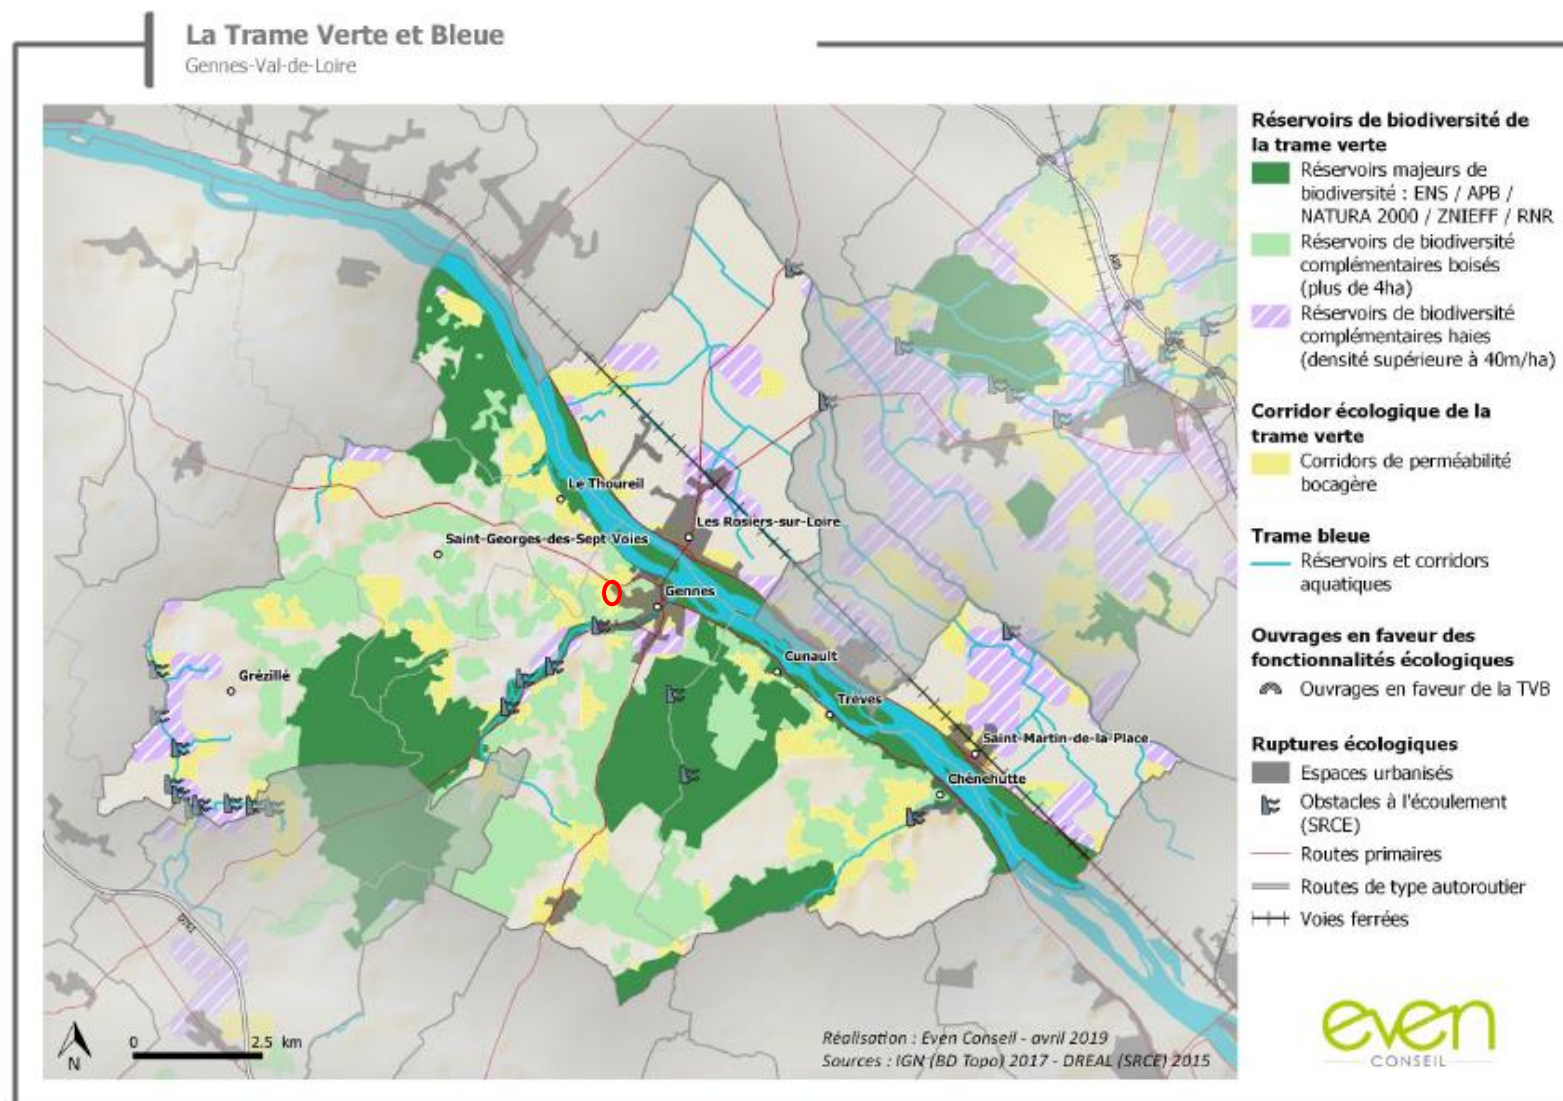 La Trame Verte et Bleue
Gennes-Val-de-Loire
Réservoirs de biodiversité de
la trame verte
Réservoirs majeurs de
biodiversité : ENS / APB /
NATURA 2000 / ZNIEFF / RNR
Réservoirs de biodiversité
complémentaires boisés
(plus de 4ha)
Réservoirs de biodiversité
complémentaires haies
(densité supérieure à 40m/ha)
Corridor écologique de la
trame verte
Corridors de perméabilité
bocagère
Trame bleue
Réservoirs et corridors
aquatiques
Ouvrages en faveur des
fonctionnalités écologiques
Ouvrages en faveur de la TVB
Ruptures écologiques
Espaces urbanisés
Obstacles à l'écoulement
(SRCE)
Routes primaires
Routes de type autoroutier
Voies ferrées
A85
Le Thoureil
Les Rosiers-sur-Loire
Saint-Georges-des-Sept-Voies
Gennes
Cunault
Grézillé
Trèves
Saint-Martin-de-la-Place
Chênehutte
D761
N
0 2.5 km
Réalisation : Even Conseil - avril 2019
Sources : IGN (BD Topo) 2017 - DREAL (SRCE) 2015
even
CONSEIL